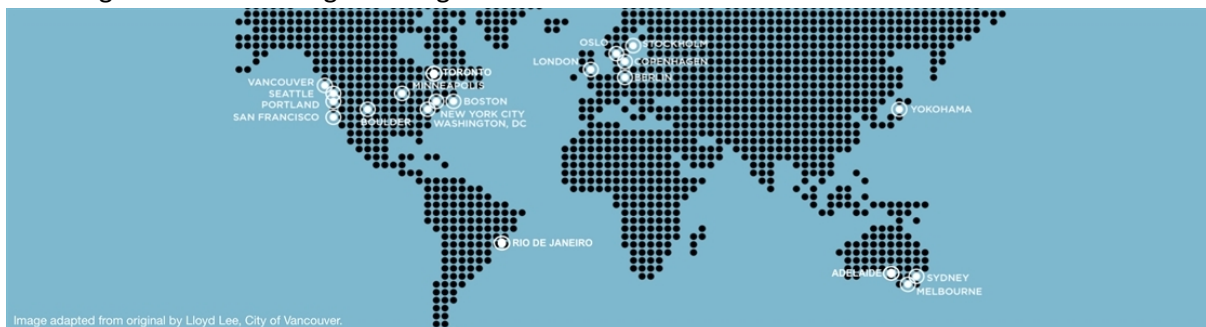 OSLO
STOCKHOLM
LONDON
COPENHAGEN
BERLIN
TORONTO
VANCOUVER
MINNEAPOLIS
SEATTLE
PORTLAND
BOSTON
SAN FRANCISCO
BOULDER
NEW YORK CITY
WASHINGTON, DC
YOKOHAMA
RIO DE JANEIRO
ADELAIDE
SYDNEY
MELBOURNE
Image adapted from original by Lloyd Lee, City of Vancouver.